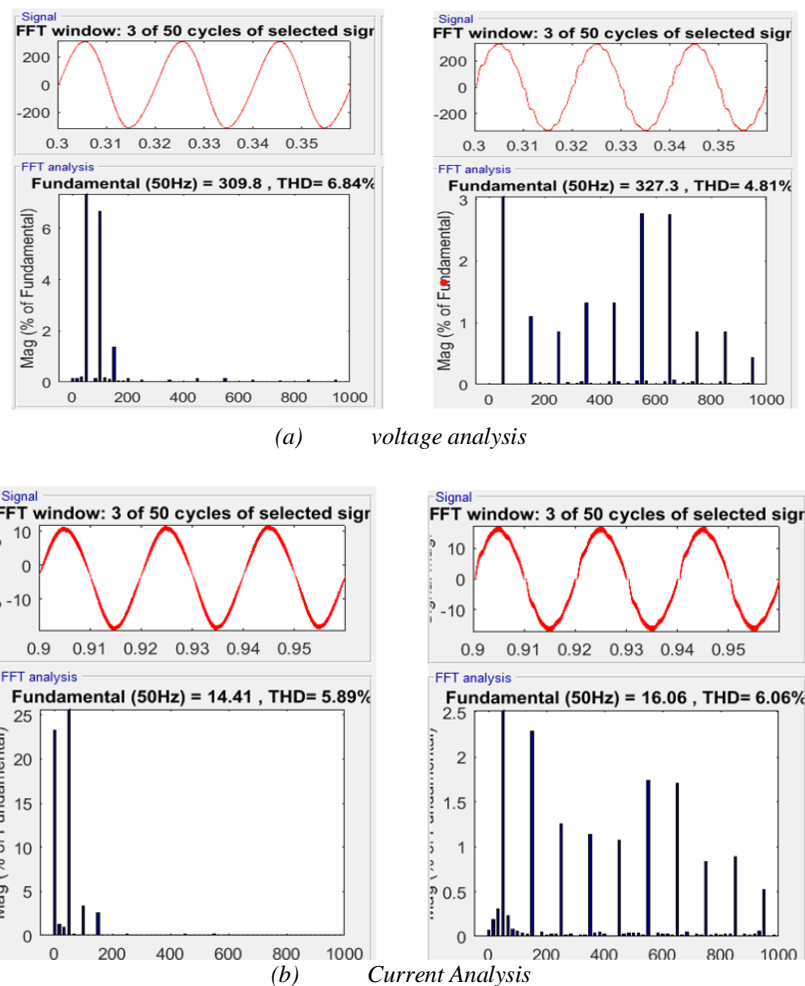 Signal
FFT window: 3 of 50 cycles of selected sigr
200
0
-200
0.3 0.31 0.32 0.33 0.34 0.35
FFT analysis
Fundamental (50Hz) = 309.8 , THD= 6.84%
Mag (% of Fundamental)
6
4
2
0
0 200 400 600 800 1000
Signal
FFT window: 3 of 50 cycles of selected sigr
200
0
-200
0.3 0.31 0.32 0.33 0.34 0.35
FFT analysis
Fundamental (50Hz) = 327.3 , THD= 4.81%
Mag (% of Fundamental)
3
2
1
0
0 200 400 600 800 1000
(a) voltage analysis
Signal
FFT window: 3 of 50 cycles of selected sigr
10
0
-10
0.9 0.91 0.92 0.93 0.94 0.95
FFT analysis
Fundamental (50Hz) = 14.41 , THD= 5.89%
Mag (% of Fundamental)
25
20
15
10
5
0
0 200 400 600 800 1000
Signal
FFT window: 3 of 50 cycles of selected sigr
10
0
-10
0.9 0.91 0.92 0.93 0.94 0.95
FFT analysis
Fundamental (50Hz) = 16.06 , THD= 6.06%
Mag (% of Fundamental)
2.5
2
1.5
1
0.5
0
0 200 400 600 800 1000
(b) Current Analysis